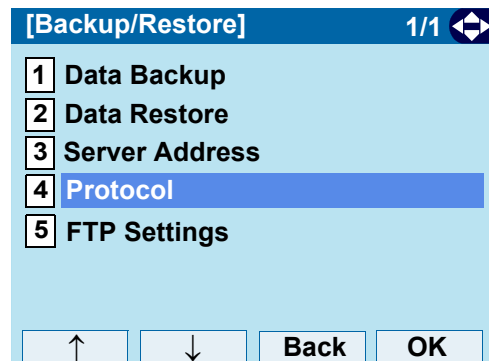 [Backup/Restore] 1/1
1 Data Backup
2 Data Restore
3 Server Address
4 Protocol
5 FTP Settings
↑ ↓ Back OK